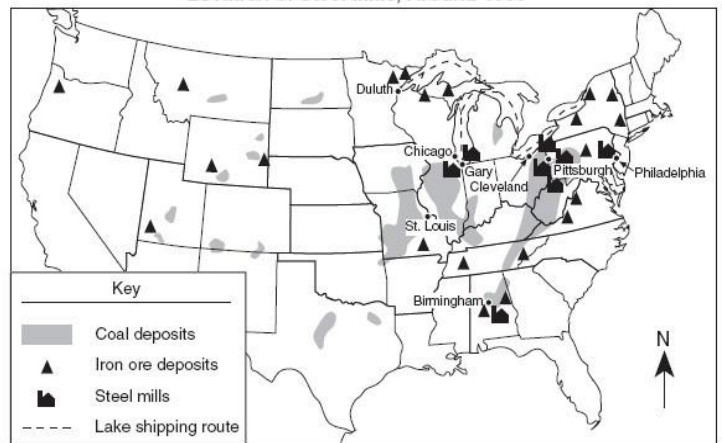 Duluth
Chicago
Gary
Cleveland
Pittsburgh
Philadelphia
St. Louis
Birmingham
Key
Coal deposits
Iron ore deposits
Steel mills
Lake shipping route
N